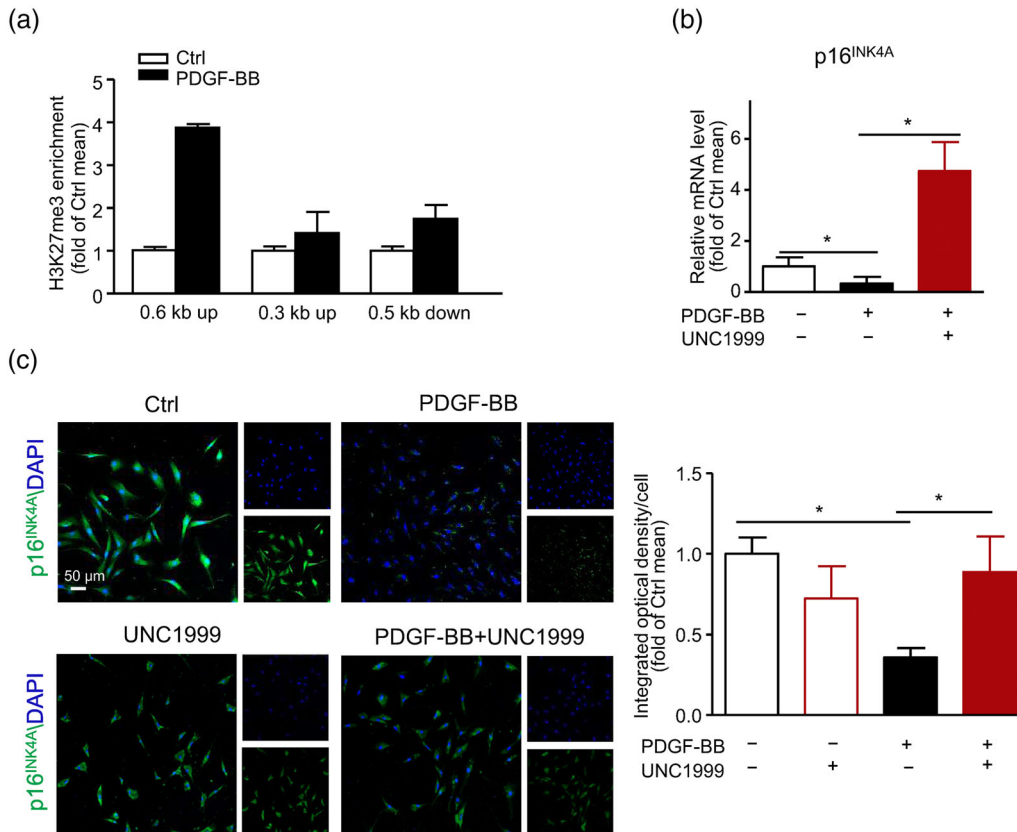 (a)
Ctrl
PDGF-BB
H3K27me3 enrichment
(fold of Ctrl mean)
5
4
3
2
1
0
0.6 kb up 0.3 kb up 0.5 kb down
(b)
p16INK4A
Relative mRNA level
(fold of Ctrl mean)
6
4
2
0
*
*
PDGF-BB – + +
UNC1999 – – +
(c)
Ctrl PDGF-BB
p16INK4A\DAPI
50 μm
UNC1999 PDGF-BB+UNC1999
p16INK4A\DAPI
Integrated optical density/cell
(fold of Ctrl mean)
1.5
1.0
0.5
0.0
*
*
PDGF-BB – – + +
UNC1999 – + – +